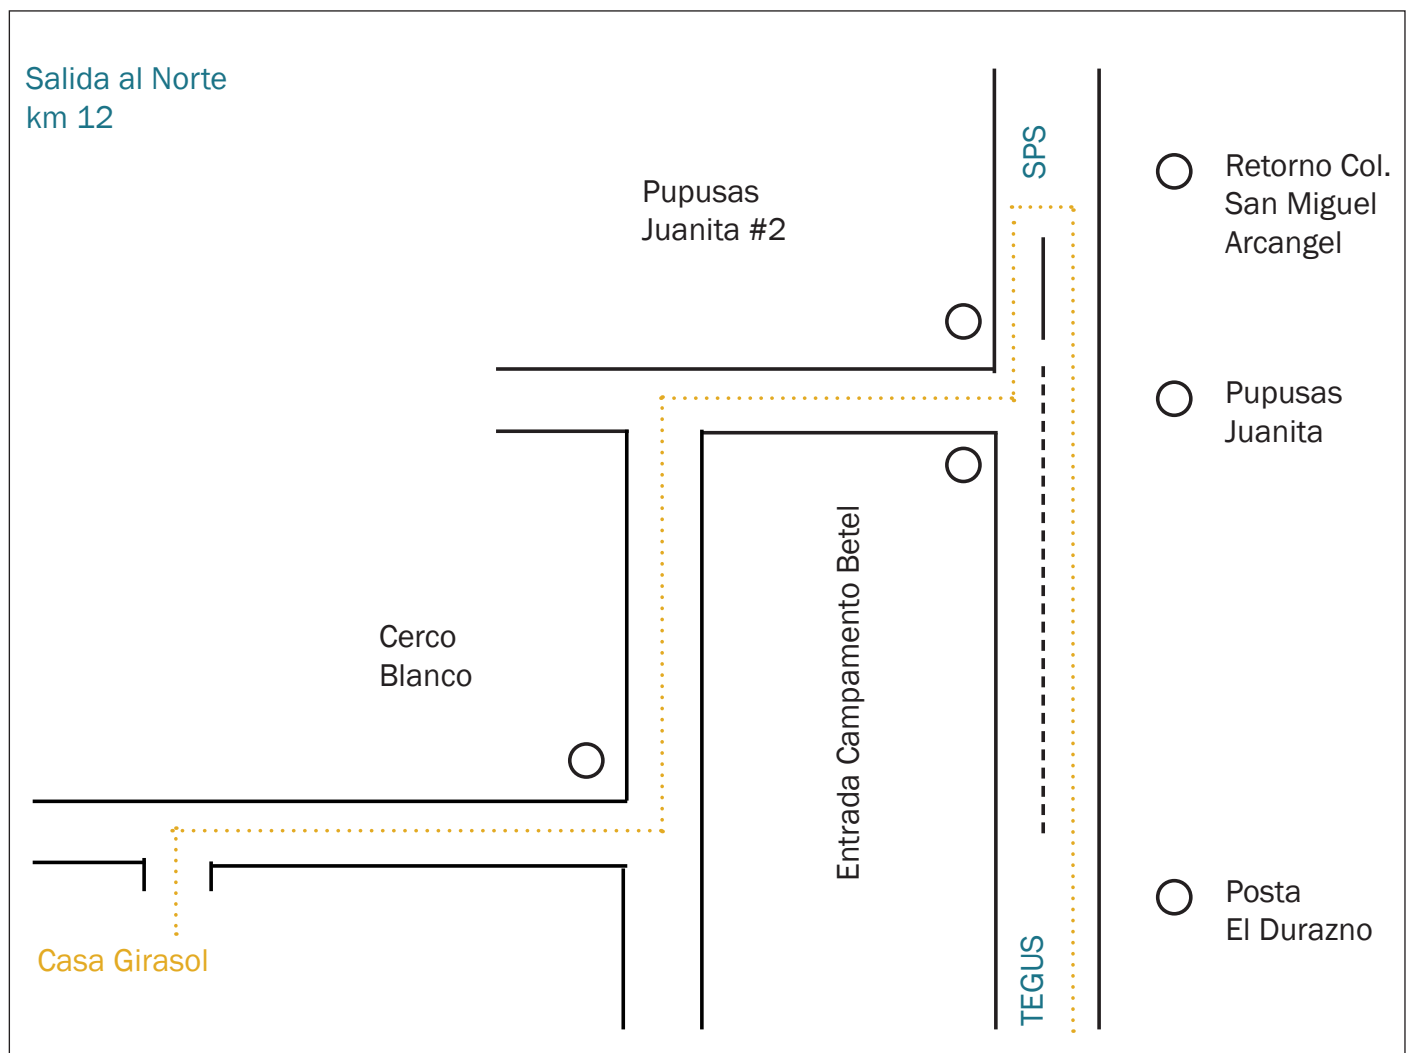 Salida al Norte
km 12
SPS
Retorno Col.
San Miguel
Arcangel
Pupusas
Juanita #2
Pupusas
Juanita
Entrada Campamento Betel
Cerco
Blanco
Posta
El Durazno
TEGUS
Casa Girasol